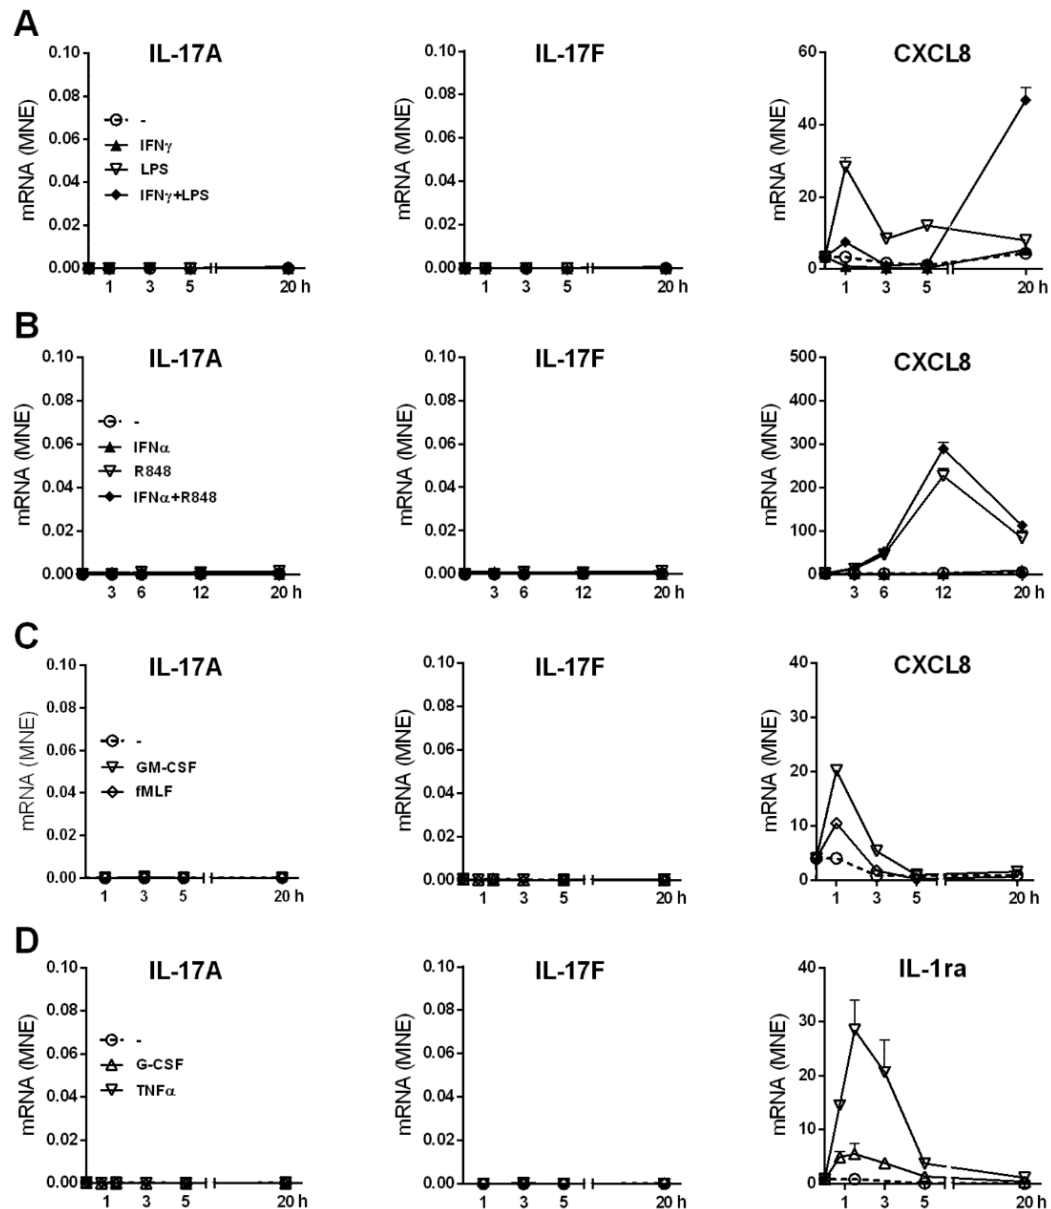 A
IL-17A
IL-17F
CXCL8
mRNA (MNE)
0.10
0.08
0.06
0.04
0.02
0.00
-
IFNγ
LPS
IFNγ+LPS
1 3 5 20 h
mRNA (MNE)
0.10
0.08
0.06
0.04
0.02
0.00
1 3 5 20 h
mRNA (MNE)
60
40
20
0
1 3 5 20 h
B
IL-17A
IL-17F
CXCL8
mRNA (MNE)
0.10
0.08
0.06
0.04
0.02
0.00
-
IFNα
R848
IFNα+R848
3 6 12 20 h
mRNA (MNE)
0.10
0.08
0.06
0.04
0.02
0.00
3 6 12 20 h
mRNA (MNE)
500
400
300
200
100
0
3 6 12 20 h
C
IL-17A
IL-17F
CXCL8
mRNA (MNE)
0.10
0.08
0.06
0.04
0.02
0.00
-
GM-CSF
fMLF
1 3 5 20 h
mRNA (MNE)
0.10
0.08
0.06
0.04
0.02
0.00
1 3 5 20 h
mRNA (MNE)
40
30
20
10
0
1 3 5 20 h
D
IL-17A
IL-17F
IL-1ra
mRNA (MNE)
0.10
0.08
0.06
0.04
0.02
0.00
-
G-CSF
TNFα
1 3 5 20 h
mRNA (MNE)
0.10
0.08
0.06
0.04
0.02
0.00
1 3 5 20 h
mRNA (MNE)
40
30
20
10
0
1 3 5 20 h